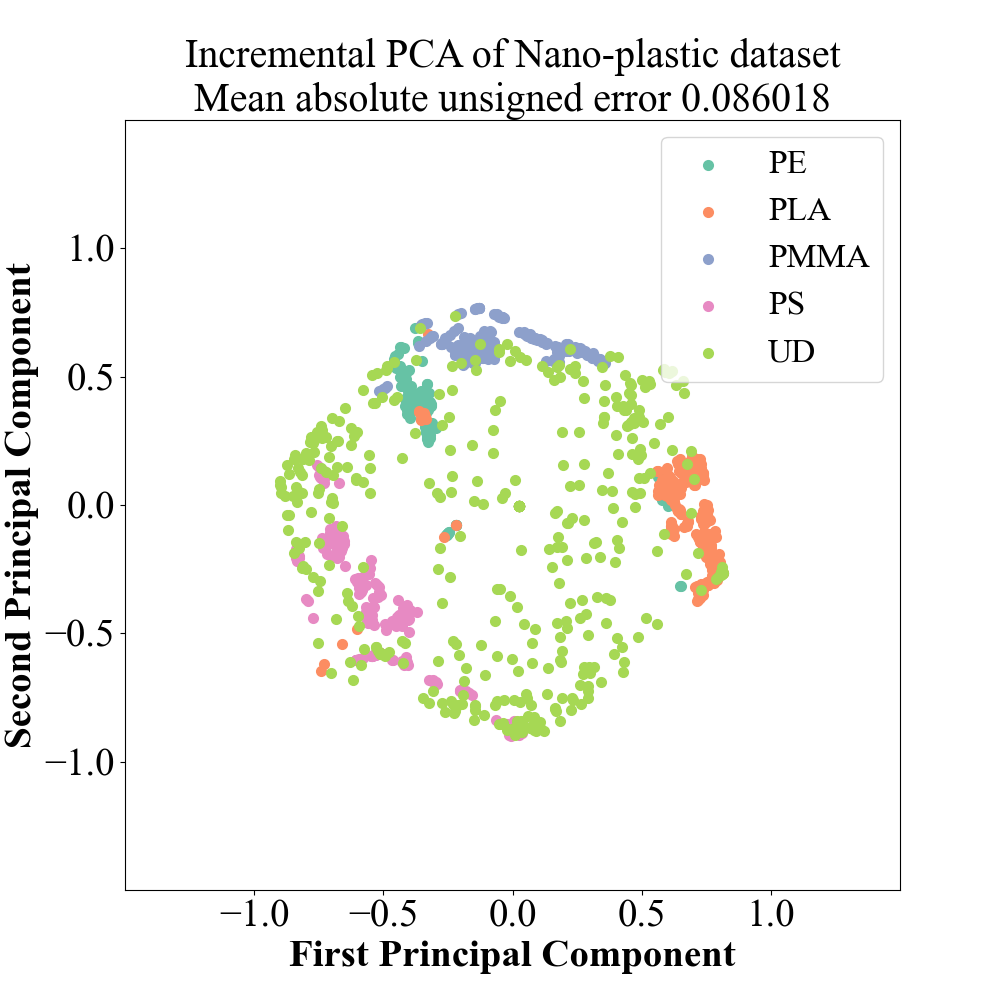 Incremental PCA of Nano-plastic dataset
Mean absolute unsigned error 0.086018
PE
PLA
PMMA
PS
UD
Second Principal Component
1.0
0.5
0.0
−0.5
−1.0
−1.0 −0.5 0.0 0.5 1.0
First Principal Component